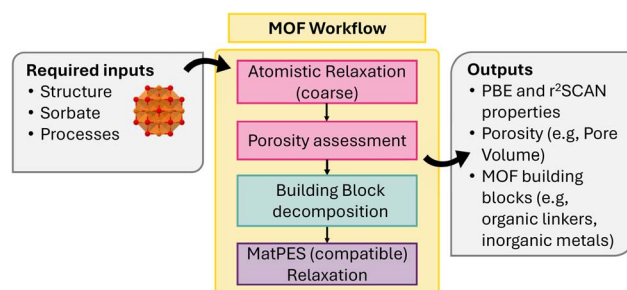 MOF Workflow
Required inputs
• Structure
• Sorbate
• Processes
Atomistic Relaxation
(coarse)
Porosity assessment
Building Block
decomposition
MatPES (compatible)
Relaxation
Outputs
• PBE and r²SCAN
properties
• Porosity (e.g, Pore
Volume)
• MOF building
blocks (e.g,
organic linkers,
inorganic metals)